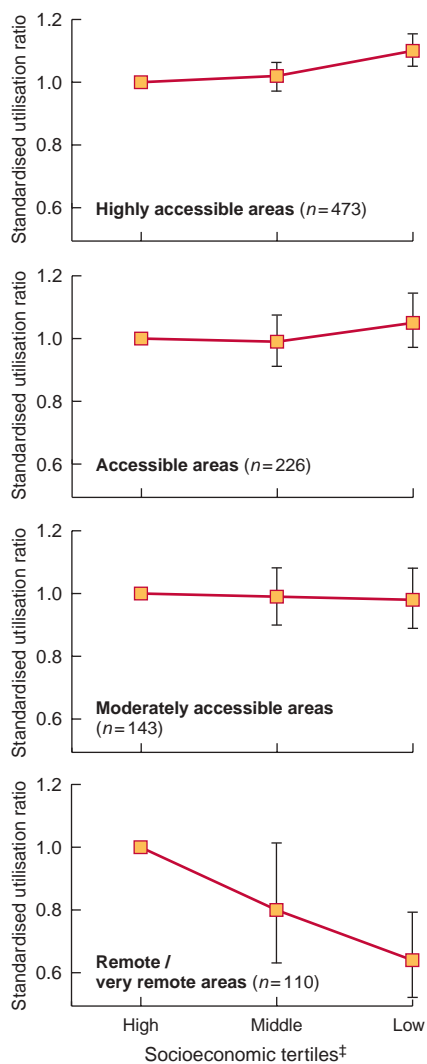 Standardised utilisation ratio
1.2
1.0
0.8
0.6
Highly accessible areas (n=473)
Standardised utilisation ratio
1.2
1.0
0.8
0.6
Accessible areas (n=226)
Standardised utilisation ratio
1.2
1.0
0.8
0.6
Moderately accessible areas
(n=143)
Standardised utilisation ratio
1.2
1.0
0.8
0.6
Remote /
very remote areas (n=110)
High Middle Low
Socioeconomic tertiles‡